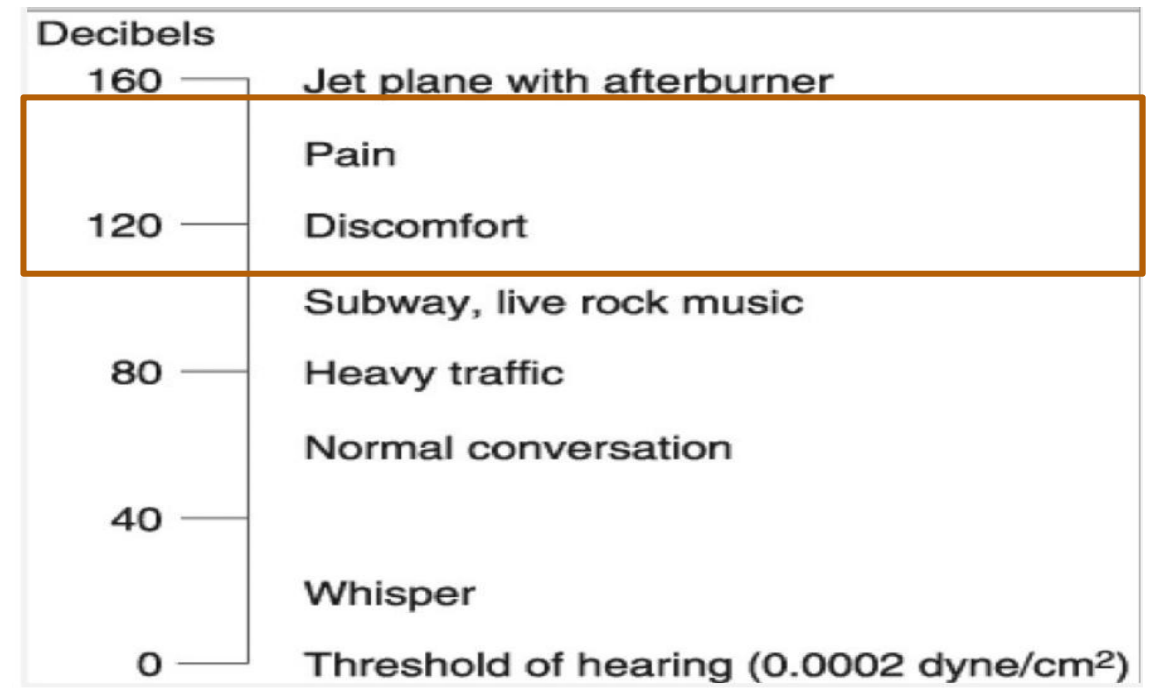 Decibels
160 Jet plane with afterburner
Pain
120 Discomfort
Subway, live rock music
80 Heavy traffic
Normal conversation
40
Whisper
0 Threshold of hearing (0.0002 dyne/cm²)